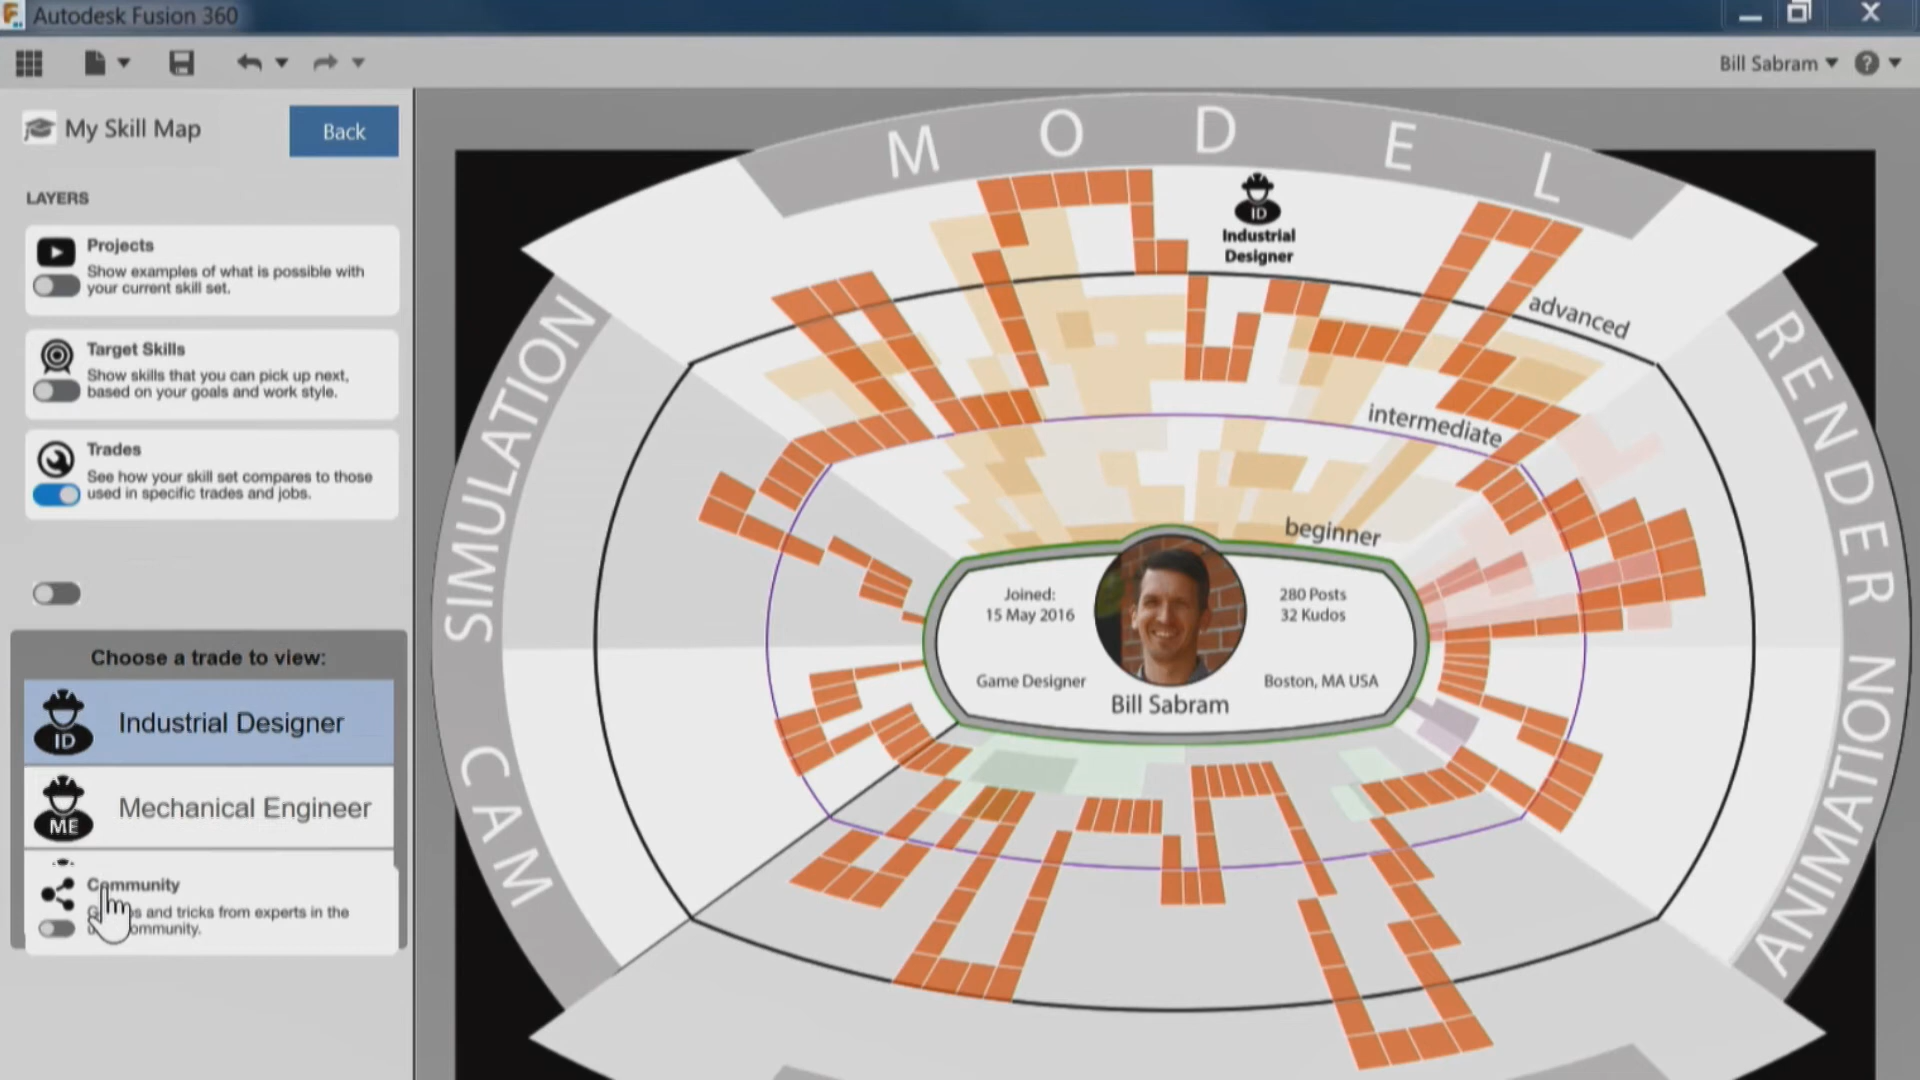 Autodesk Fusion 360
Bill Sabram
?
My Skill Map
Back
LAYERS
Projects
Show examples of what is possible with
your current skill set.
Target Skills
Show skills that you can pick up next,
based on your goals and work style.
Trades
See how your skill set compares to those
used in specific trades and jobs.
Choose a trade to view:
ID
Industrial Designer
ME
Mechanical Engineer
Community
and tricks from experts in the
MODEL
ID
Industrial
Designer
advanced
intermediate
beginner
SIMULATION
RENDER
CAM
ANIMATION
Joined:
15 May 2016
280 Posts
32 Kudos
Game Designer
Boston, MA USA
Bill Sabram